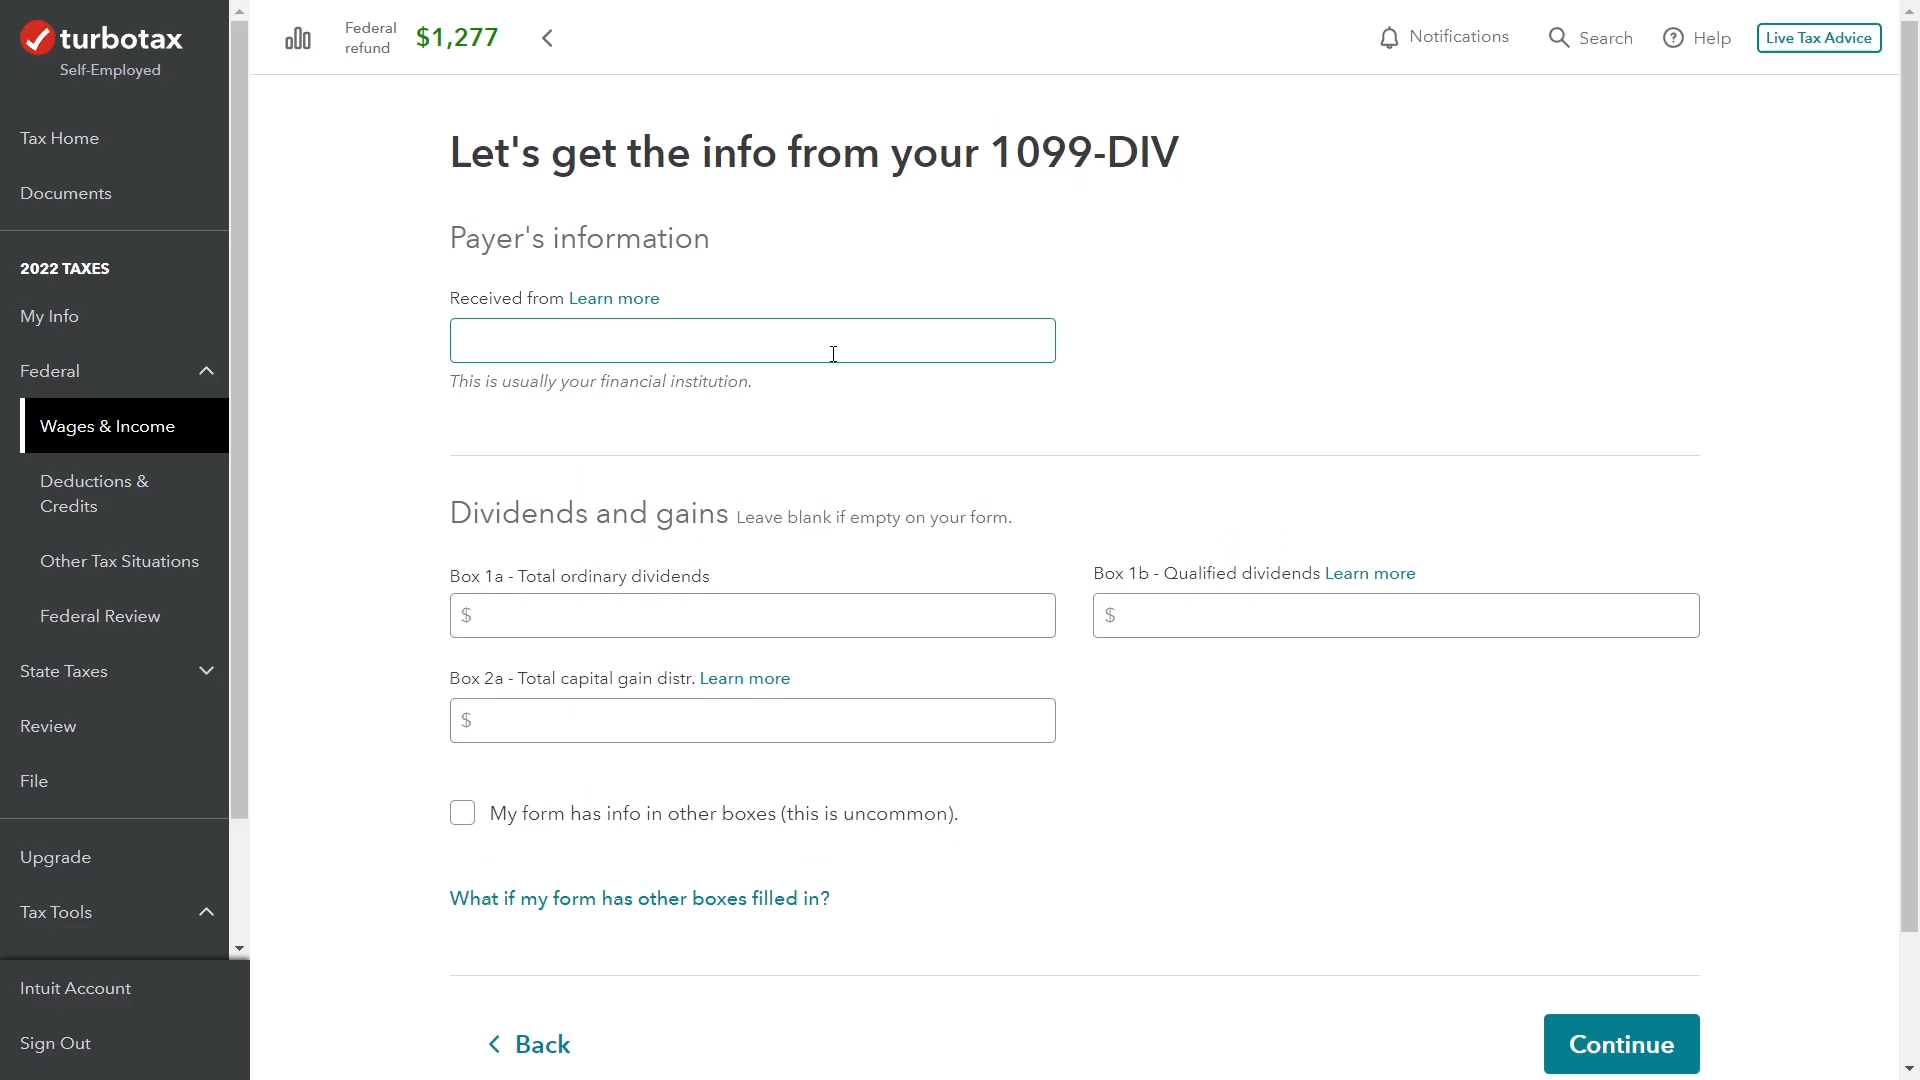 turbotax
Self-Employed
Tax Home
Documents
2022 TAXES
My Info
Federal
Wages & Income
Deductions &
Credits
Other Tax Situations
Federal Review
State Taxes
Review
File
Upgrade
Tax Tools
Intuit Account
Sign Out
Federal
refund
$1,277
Notifications
Search
Help
Live Tax Advice
Let's get the info from your 1099-DIV
Payer's information
Received from Learn more
This is usually your financial institution.
Dividends and gains Leave blank if empty on your form.
Box 1a - Total ordinary dividends
$
Box 1b - Qualified dividends Learn more
$
Box 2a - Total capital gain distr. Learn more
$
My form has info in other boxes (this is uncommon).
What if my form has other boxes filled in?
Back
Continue